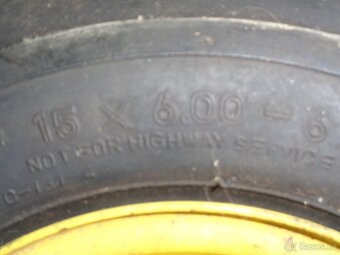 15 x 6.00 - 6
NOT FOR HIGHWAY SERVICE